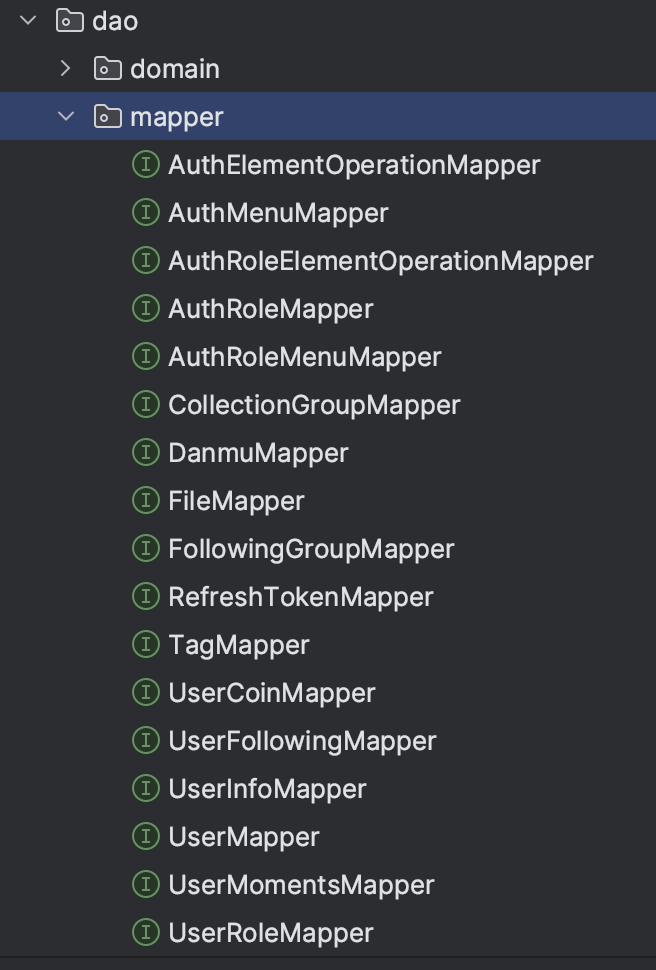 dao
domain
mapper
AuthElementOperationMapper
AuthMenuMapper
AuthRoleElementOperationMapper
AuthRoleMapper
AuthRoleMenuMapper
CollectionGroupMapper
DanmuMapper
FileMapper
FollowingGroupMapper
RefreshTokenMapper
TagMapper
UserCoinMapper
UserFollowingMapper
UserInfoMapper
UserMapper
UserMomentsMapper
UserRoleMapper